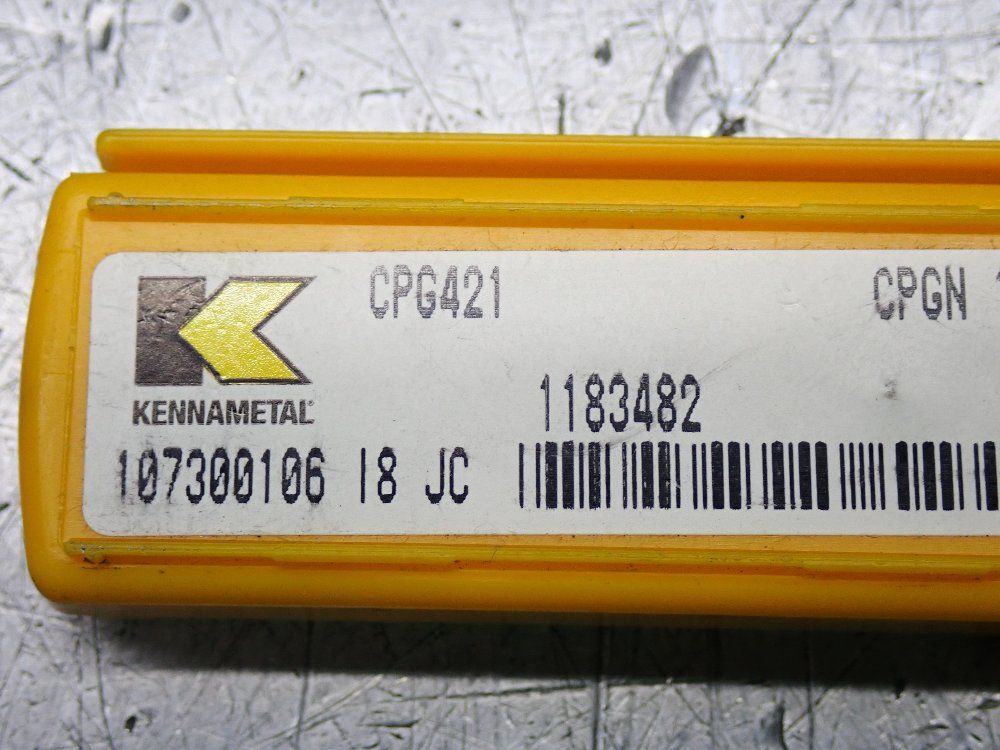 CPG421 CPGN
KENNAMETAL
1183482
107300106 I8 JC